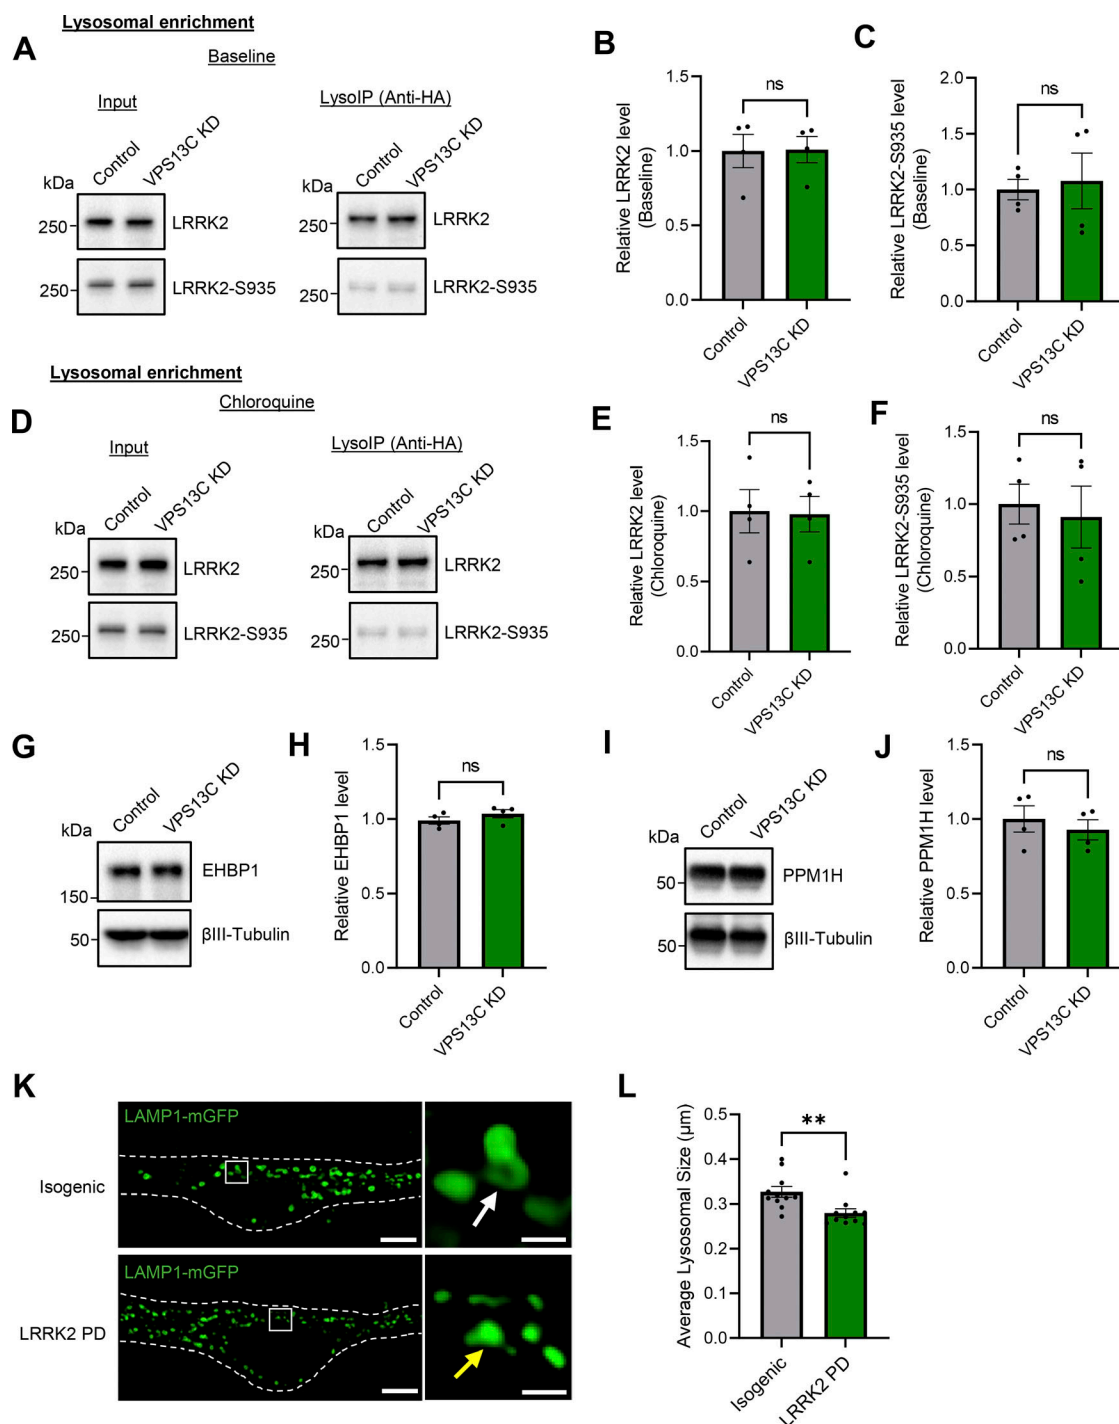 Lysosomal enrichment
A
Baseline
Input
LysoIP (Anti-HA)
Control
VPS13C KD
Control
VPS13C KD
kDa
250
LRRK2
250
LRRK2-S935
kDa
250
LRRK2
250
LRRK2-S935
B
Relative LRRK2 level
(Baseline)
1.5
1.0
0.5
0.0
ns
Control
VPS13C KD
C
Relative LRRK2-S935 level
(Baseline)
2.0
1.5
1.0
0.5
0.0
ns
Control
VPS13C KD
Lysosomal enrichment
D
Chloroquine
Input
LysoIP (Anti-HA)
Control
VPS13C KD
Control
VPS13C KD
kDa
250
LRRK2
250
LRRK2-S935
kDa
250
LRRK2
250
LRRK2-S935
E
Relative LRRK2 level
(Chloroquine)
1.5
1.0
0.5
0.0
ns
Control
VPS13C KD
F
Relative LRRK2-S935 level
(Chloroquine)
1.5
1.0
0.5
0.0
ns
Control
VPS13C KD
G
Control
VPS13C KD
kDa
150
EHBP1
50
βIII-Tubulin
H
Relative EHBP1 level
1.5
1.0
0.5
0.0
ns
Control
VPS13C KD
I
Control
VPS13C KD
kDa
50
PPM1H
50
βIII-Tubulin
J
Relative PPM1H level
1.5
1.0
0.5
0.0
ns
Control
VPS13C KD
K
LAMP1-mGFP
Isogenic
LAMP1-mGFP
LRRK2 PD
L
Average Lysosomal Size (µm)
0.5
0.4
0.3
0.2
0.1
0.0
**
Isogenic
LRRK2 PD